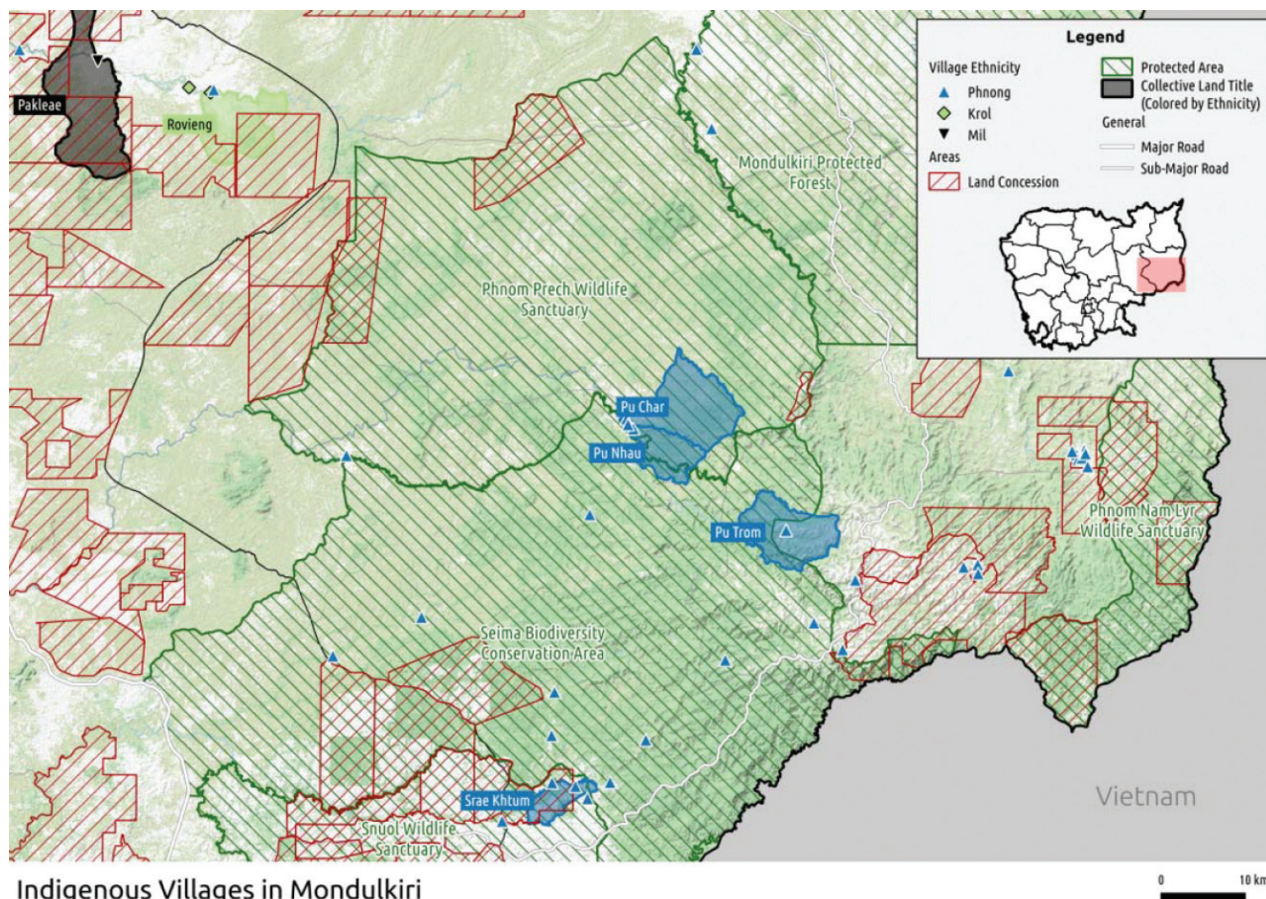 Legend
Village Ethnicity
Phnong
Krol
Mil
Areas
Land Concession
Protected Area
Collective Land Title
(Colored by Ethnicity)
General
Major Road
Sub-Major Road
Pakleae
Rovieng
Mondulkiri Protected
Forest
Phnom Prech Wildlife
Sanctuary
Pu Char
Pu Nhau
Pu Trom
Phnom Nam Lyr
Wildlife Sanctuary
Seima Biodiversity
Conservation Area
Srae Khtum
Snuol Wildlife
Sanctuary
Vietnam
Indigenous Villages in Mondulkiri
0 10 km